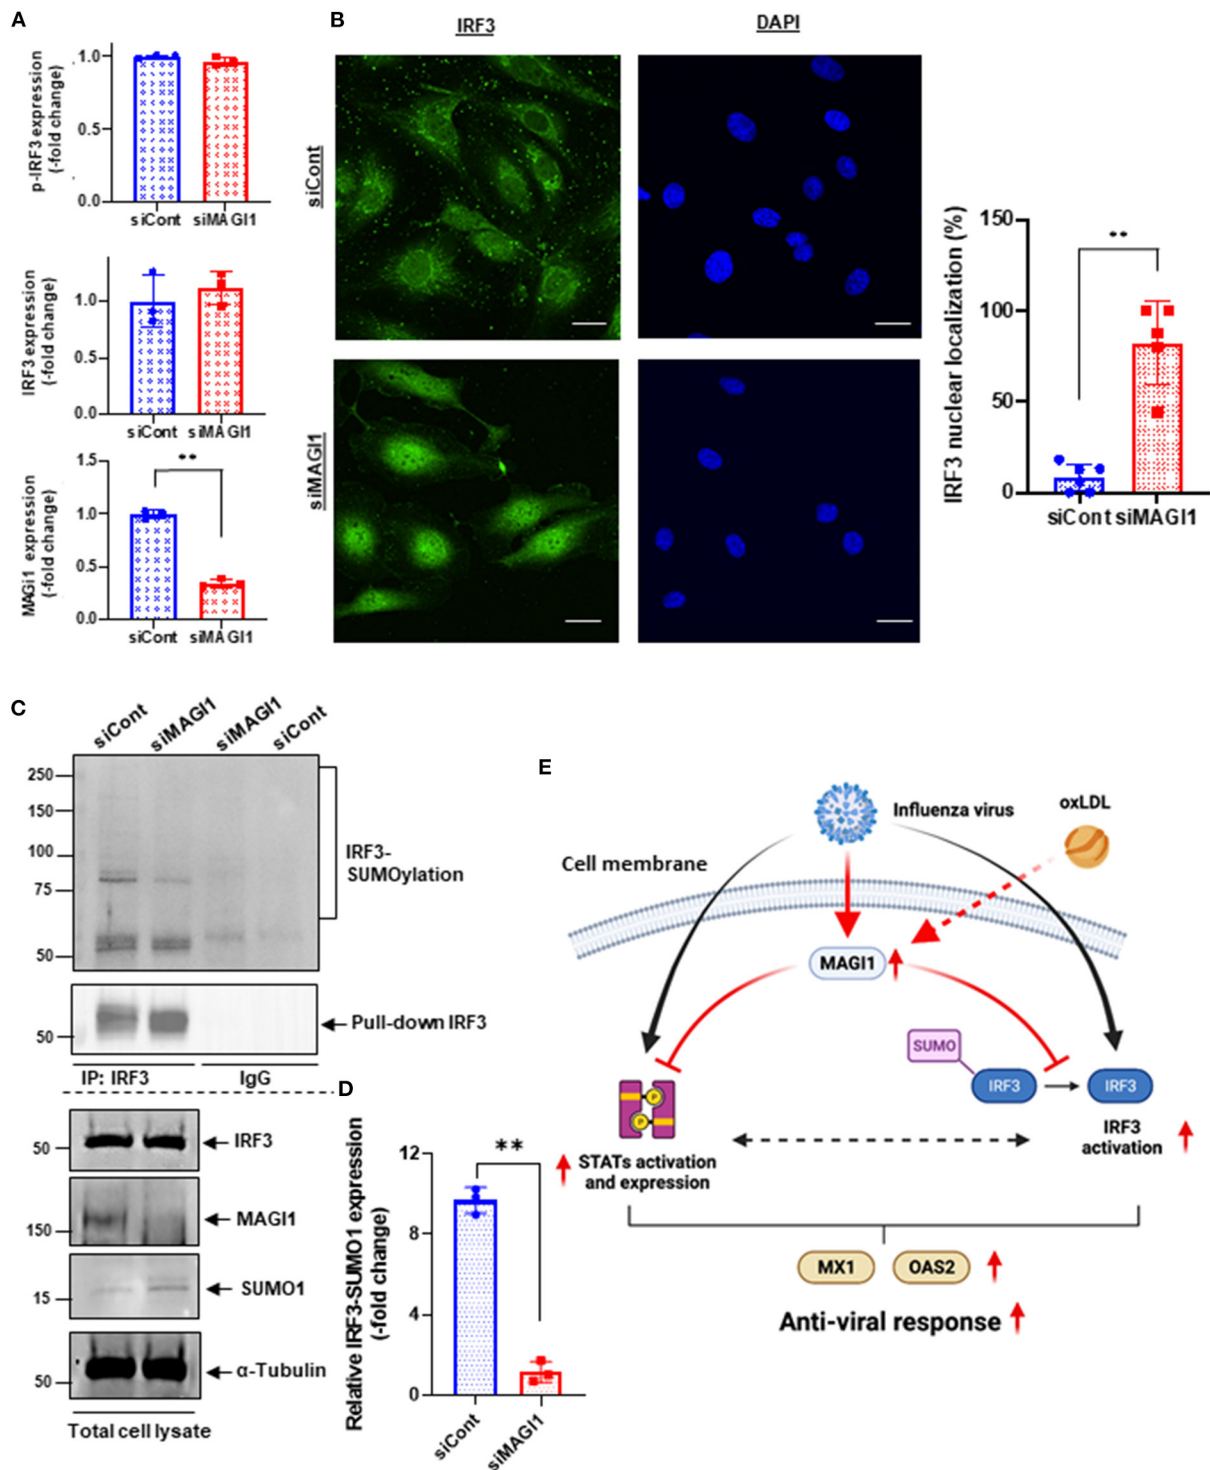 A
p-IRF3 expression
(-fold change)
1.0
0.5
0.0
siCont siMAGI1
IRF3 expression
(-fold change)
1.0
0.5
0.0
siCont siMAGI1
MAGi1 expression
(-fold change)
1.5
1.0
0.5
0.0
**
siCont siMAGI1
B
IRF3
DAPI
siCont
siMAGI1
IRF3 nuclear localization (%)
150
100
50
0
**
siCont siMAGI1
C
siCont
siMAGI1
siMAGI1
siCont
250
150
100
75
50
IRF3-
SUMOylation
50
Pull-down IRF3
IP: IRF3
IgG
50
IRF3
150
MAGI1
15
SUMO1
50
α-Tubulin
Total cell lysate
D
Relative IRF3-SUMO1 expression
(-fold change)
12
8
4
0
**
siCont
siMAGI1
E
Influenza virus
oxLDL
Cell membrane
MAGI1
SUMO
IRF3
IRF3
P
P
IRF3
activation
STATs activation
and expression
MX1
OAS2
Anti-viral response